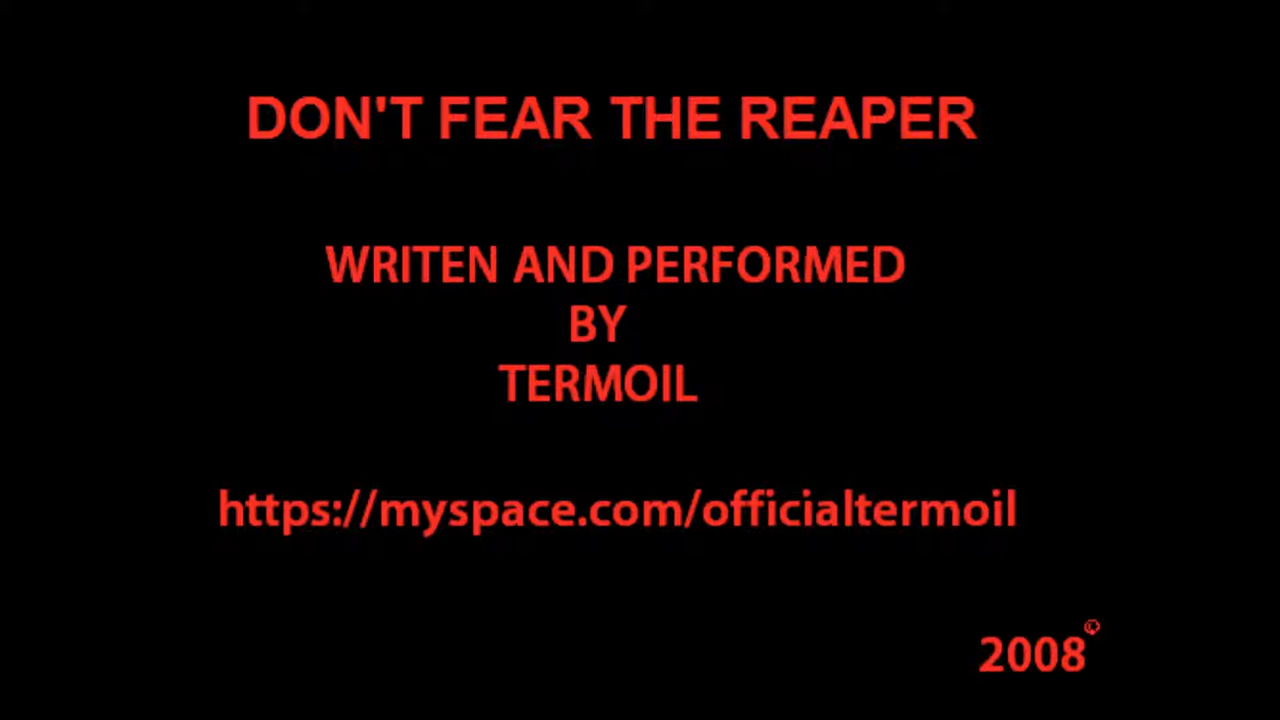 DON'T FEAR THE REAPER
WRITEN AND PERFORMED
BY
TERMOIL
https://myspace.com/officialtermoil
2008©